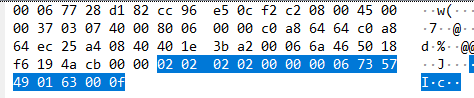 00 06 77 28 d1 82 cc 96 e5 0c f2 c2 08 00 45 00 ··w(····
00 37 03 07 40 00 80 06 00 00 c0 a8 64 64 c0 a8 ·7··@···
64 ec 25 a4 08 40 40 1e 3b a2 00 06 6a 46 50 18 d·%··@@·
f6 19 4a cb 00 00 02 02 02 02 00 00 00 06 73 57 ··J·····
49 01 63 00 0f I·c··